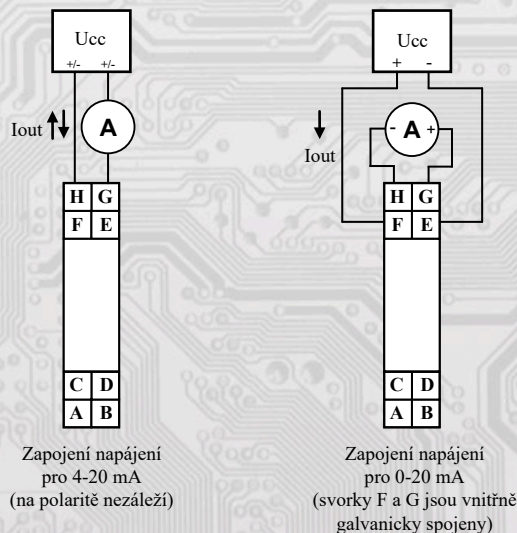 Ucc
+/- +/-
Iout
A
H G
F E
C D
A B
Zapojení napájení
pro 4-20 mA
(na polaritě nezáleží)
Ucc
+ -
- A +
Iout
H G
F E
C D
A B
Zapojení napájení
pro 0-20 mA
(svorky F a G jsou vnitřně
galvanicky spojeny)